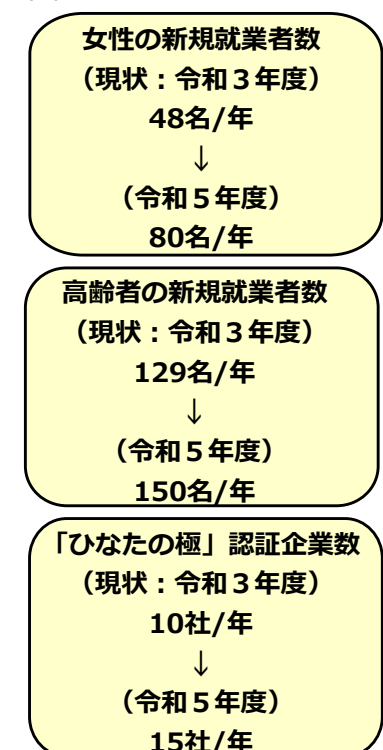 女性の新規就業者数
（現状：令和３年度）
48名/年
↓
（令和５年度）
80名/年
高齢者の新規就業者数
（現状：令和３年度）
129名/年
↓
（令和５年度）
150名/年
「ひなたの極」認証企業数
（現状：令和３年度）
10社/年
↓
（令和５年度）
15社/年